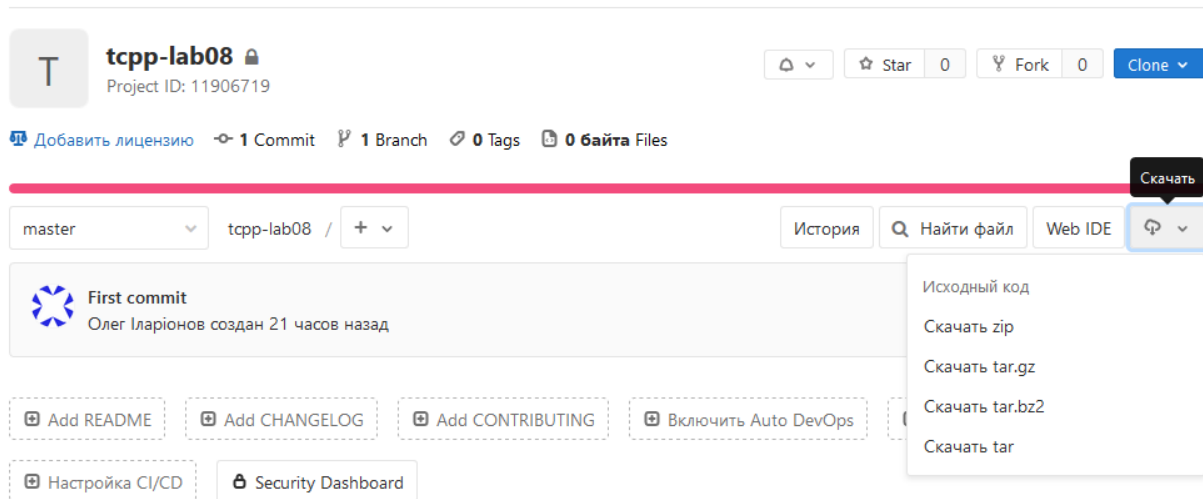 T
tcpp-lab08
Project ID: 11906719
Star 0
Fork 0
Clone
Добавить лицензию 1 Commit 1 Branch 0 Tags 0 байта Files
Скачать
master
tcpp-lab08 / +
История
Найти файл
Web IDE
First commit
Олег Іларіонов создан 21 часов назад
Исходный код
Скачать zip
Скачать tar.gz
Скачать tar.bz2
Скачать tar
Add README
Add CHANGELOG
Add CONTRIBUTING
Включить Auto DevOps
Настройка CI/CD
Security Dashboard